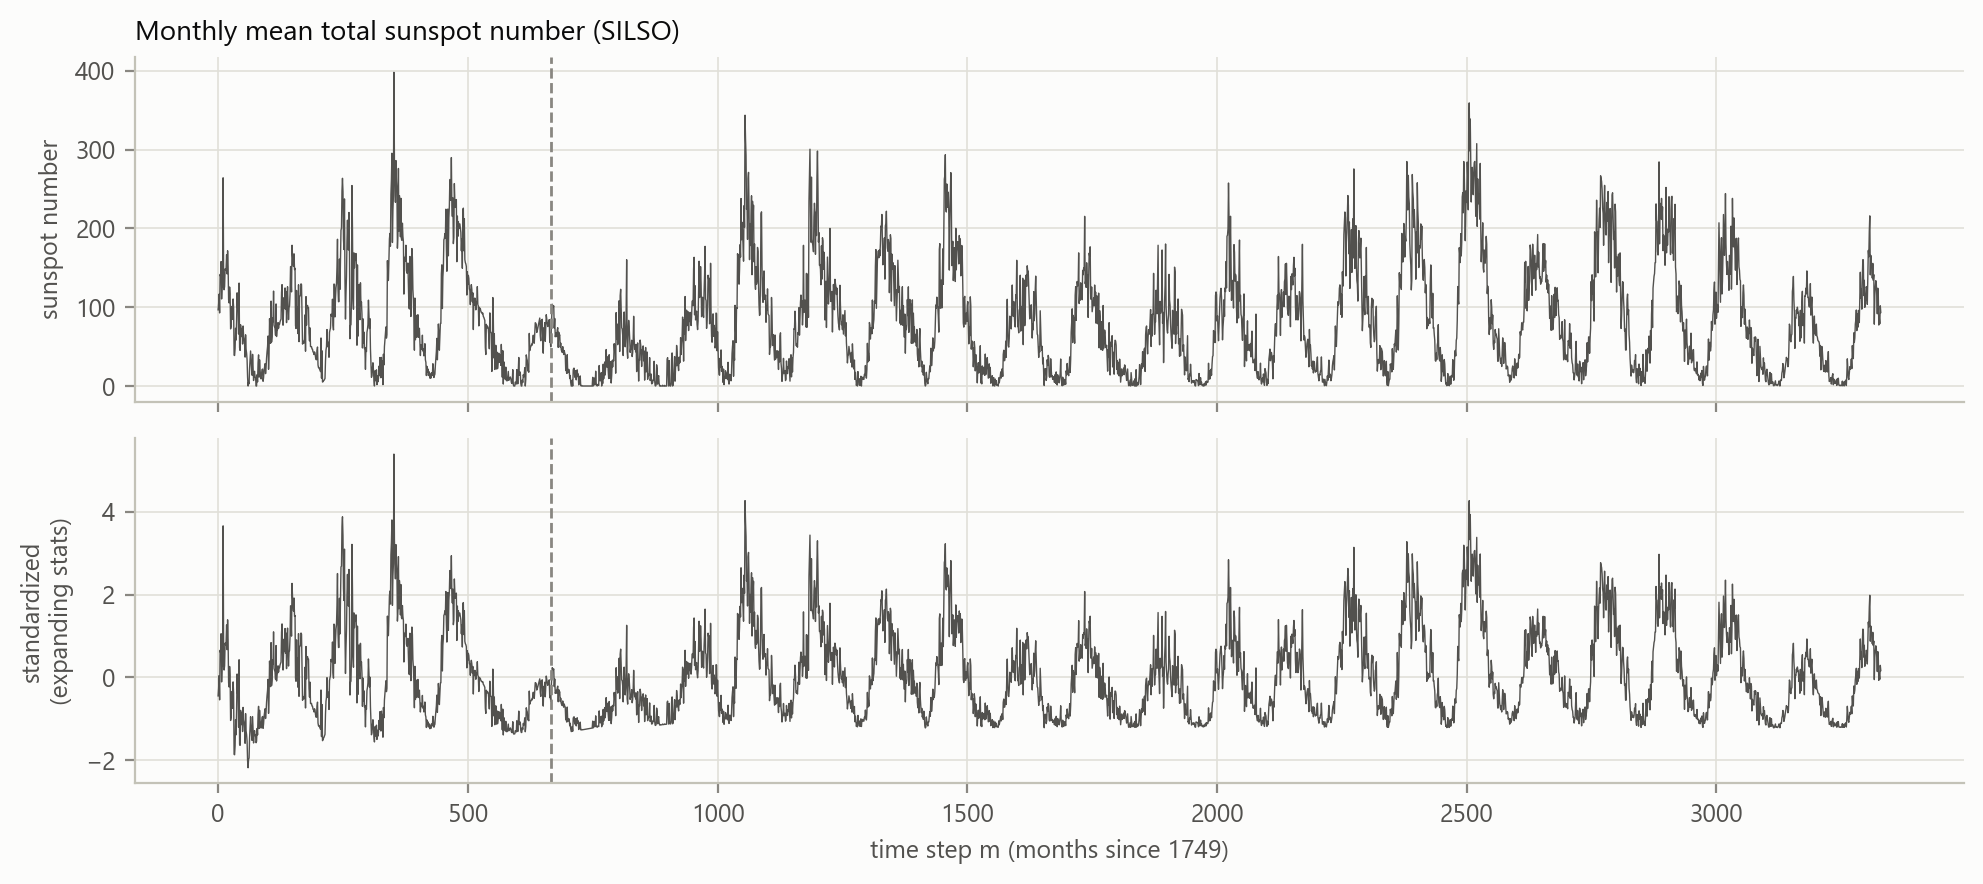 Monthly mean total sunspot number (SILSO)
sunspot number
400
300
200
100
0
standardized
(expanding stats)
4
2
0
−2
0 500 1000 1500 2000 2500 3000
time step m (months since 1749)